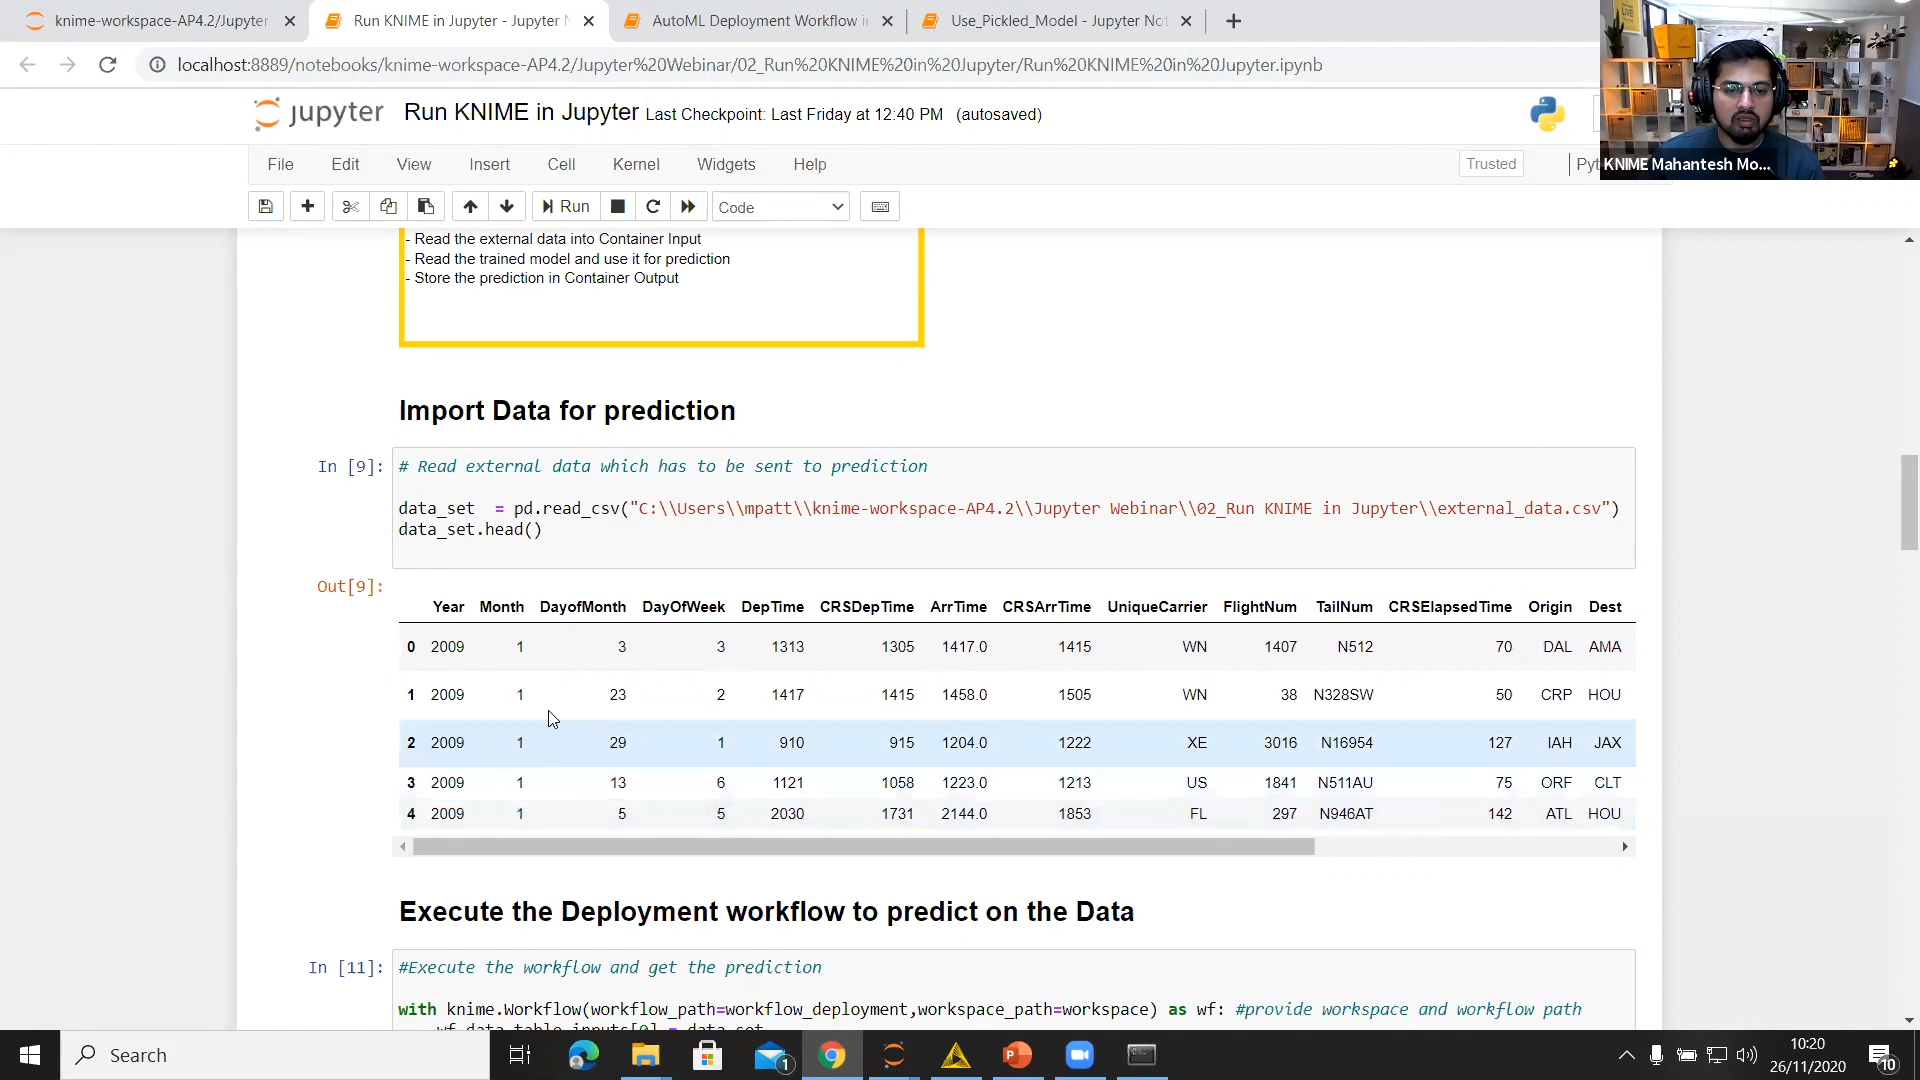 knime-workspace-AP4.2/Jupyter
Run KNIME in Jupyter - Jupyter N
AutoML Deployment Workflow i
Use_Pickled_Model - Jupyter Not
localhost:8889/notebooks/knime-workspace-AP4.2/Jupyter%20Webinar/02_Run%20KNIME%20in%20Jupyter/Run%20KNIME%20in%20Jupyter.ipynb
jupyter Run KNIME in Jupyter Last Checkpoint: Last Friday at 12:40 PM (autosaved)
KNIME Mahantesh Mo...
File Edit View Insert Cell Kernel Widgets Help Trusted Pyt
Run Code
- Read the external data into Container Input
- Read the trained model and use it for prediction
- Store the prediction in Container Output
Import Data for prediction
In [9]: # Read external data which has to be sent to prediction
data_set = pd.read_csv("C:\\Users\\mpatt\\knime-workspace-AP4.2\\Jupyter Webinar\\02_Run KNIME in Jupyter\\external_data.csv")
data_set.head()
Out[9]:
Year Month DayofMonth DayOfWeek DepTime CRSDepTime ArrTime CRSArrTime UniqueCarrier FlightNum TailNum CRSElapsedTime Origin Dest
0 2009 1 3 3 1313 1305 1417.0 1415 WN 1407 N512 70 DAL AMA
1 2009 1 23 2 1417 1415 1458.0 1505 WN 38 N328SW 50 CRP HOU
2 2009 1 29 1 910 915 1204.0 1222 XE 3016 N16954 127 IAH JAX
3 2009 1 13 6 1121 1058 1223.0 1213 US 1841 N511AU 75 ORF CLT
4 2009 1 5 5 2030 1731 2144.0 1853 FL 297 N946AT 142 ATL HOU
Execute the Deployment workflow to predict on the Data
In [11]: #Execute the workflow and get the prediction
with knime.Workflow(workflow_path=workflow_deployment,workspace_path=workspace) as wf: #provide workspace and workflow path
wf.data_table_inputs[0] = data_set
Search
1
10:20
26/11/2020
10